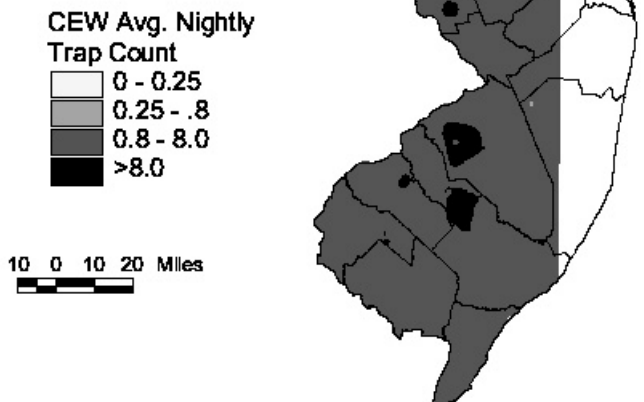 CEW Avg. Nightly
Trap Count
0 - 0.25
0.25 - .8
0.8 - 8.0
>8.0
10 0 10 20 Miles